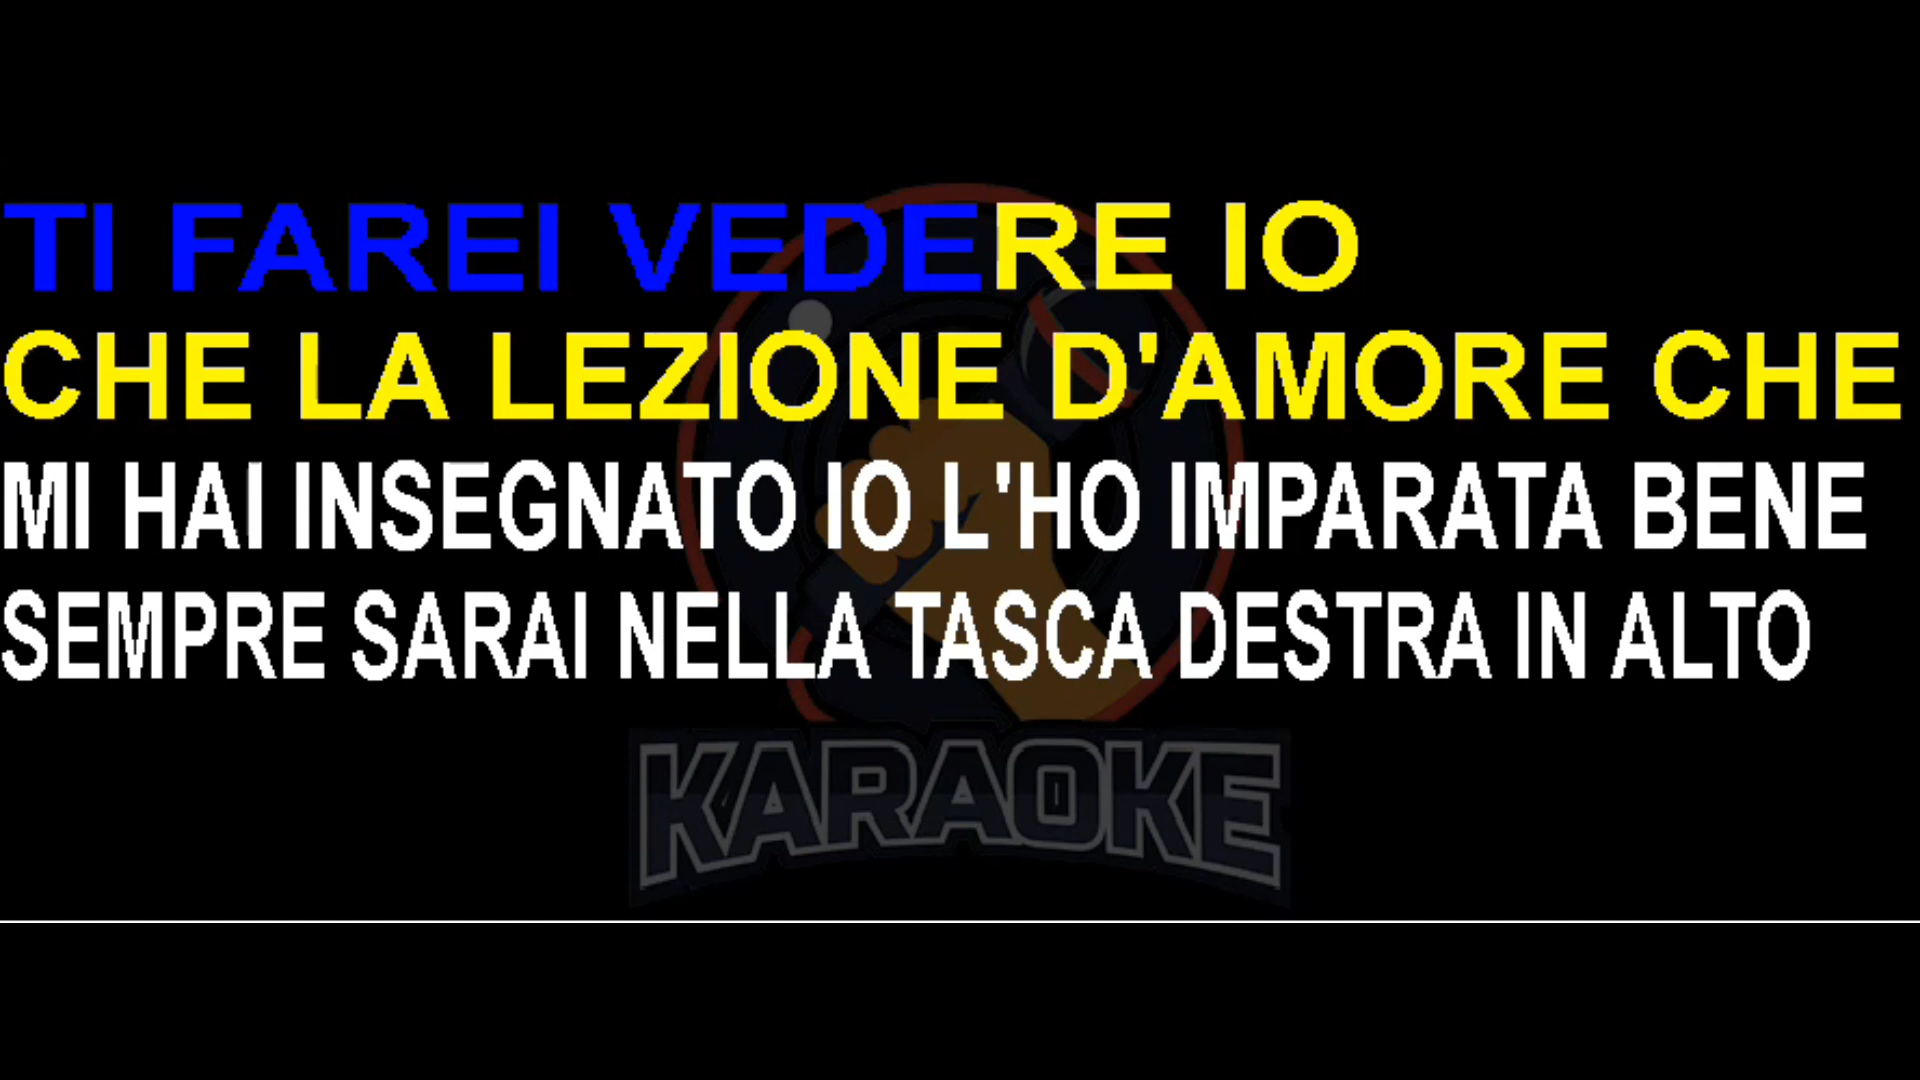 TI FAREI VEDERE IO
CHE LA LEZIONE D'AMORE CHE
MI HAI INSEGNATO IO L'HO IMPARATA BENE
SEMPRE SARAI NELLA TASCA DESTRA IN ALTO
KARAOKE